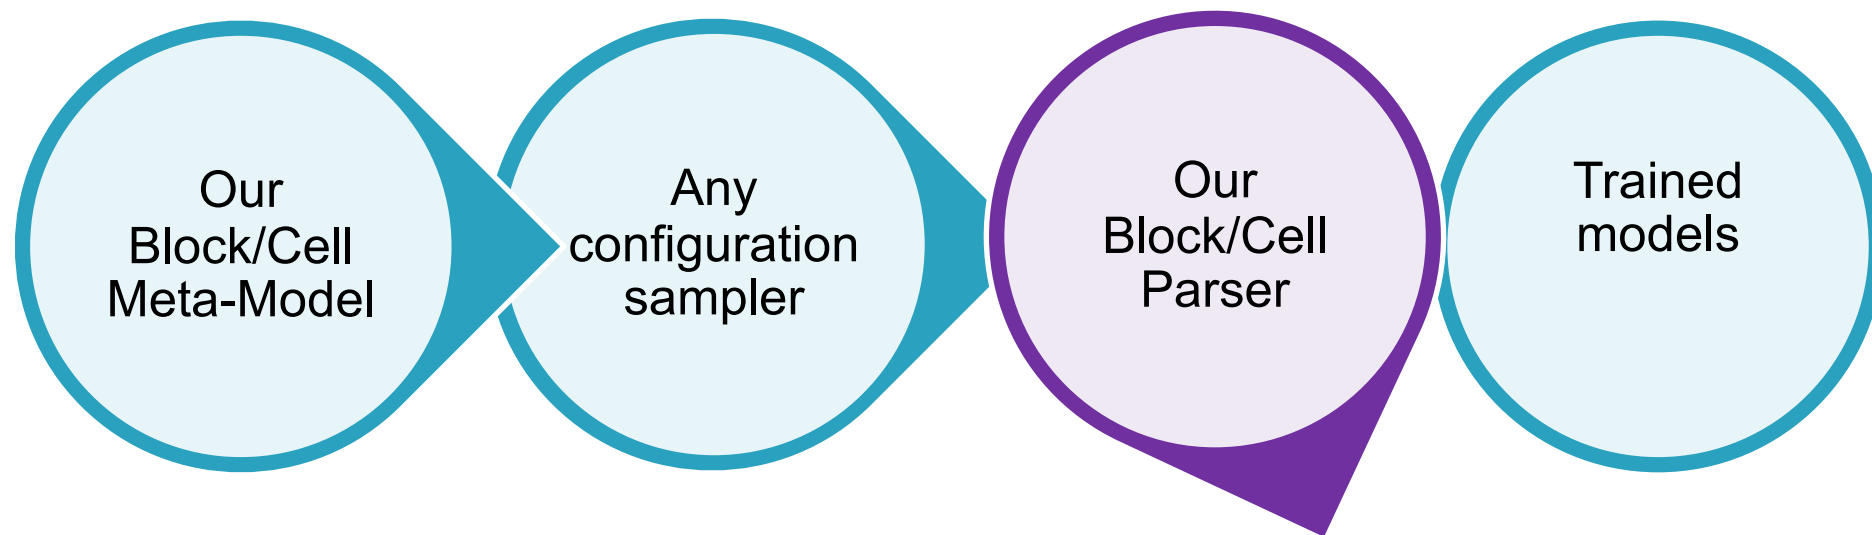 Our
Block/Cell
Meta-Model
Any
configuration
sampler
Our
Block/Cell
Parser
Trained
models